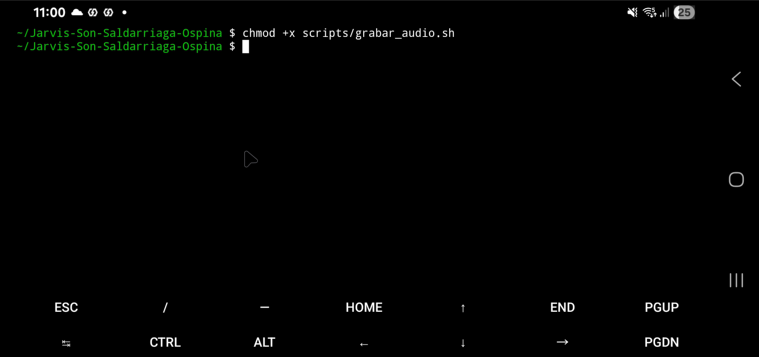 11:00 25
~/Jarvis-Son-Saldarriaga-Ospina $ chmod +x scripts/grabar_audio.sh
~/Jarvis-Son-Saldarriaga-Ospina $
ESC / — HOME ↑ END PGUP
↹ CTRL ALT ← ↓ → PGDN